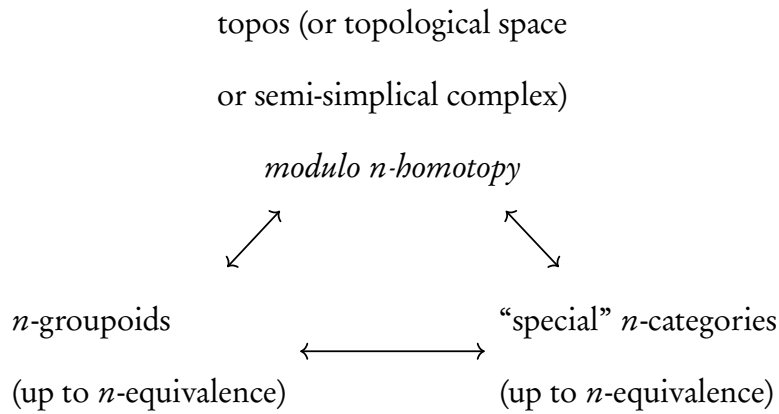 topos (or topological space
or semi-simplical complex)
modulo n-homotopy
n-groupoids
(up to n-equivalence)
“special” n-categories
(up to n-equivalence)